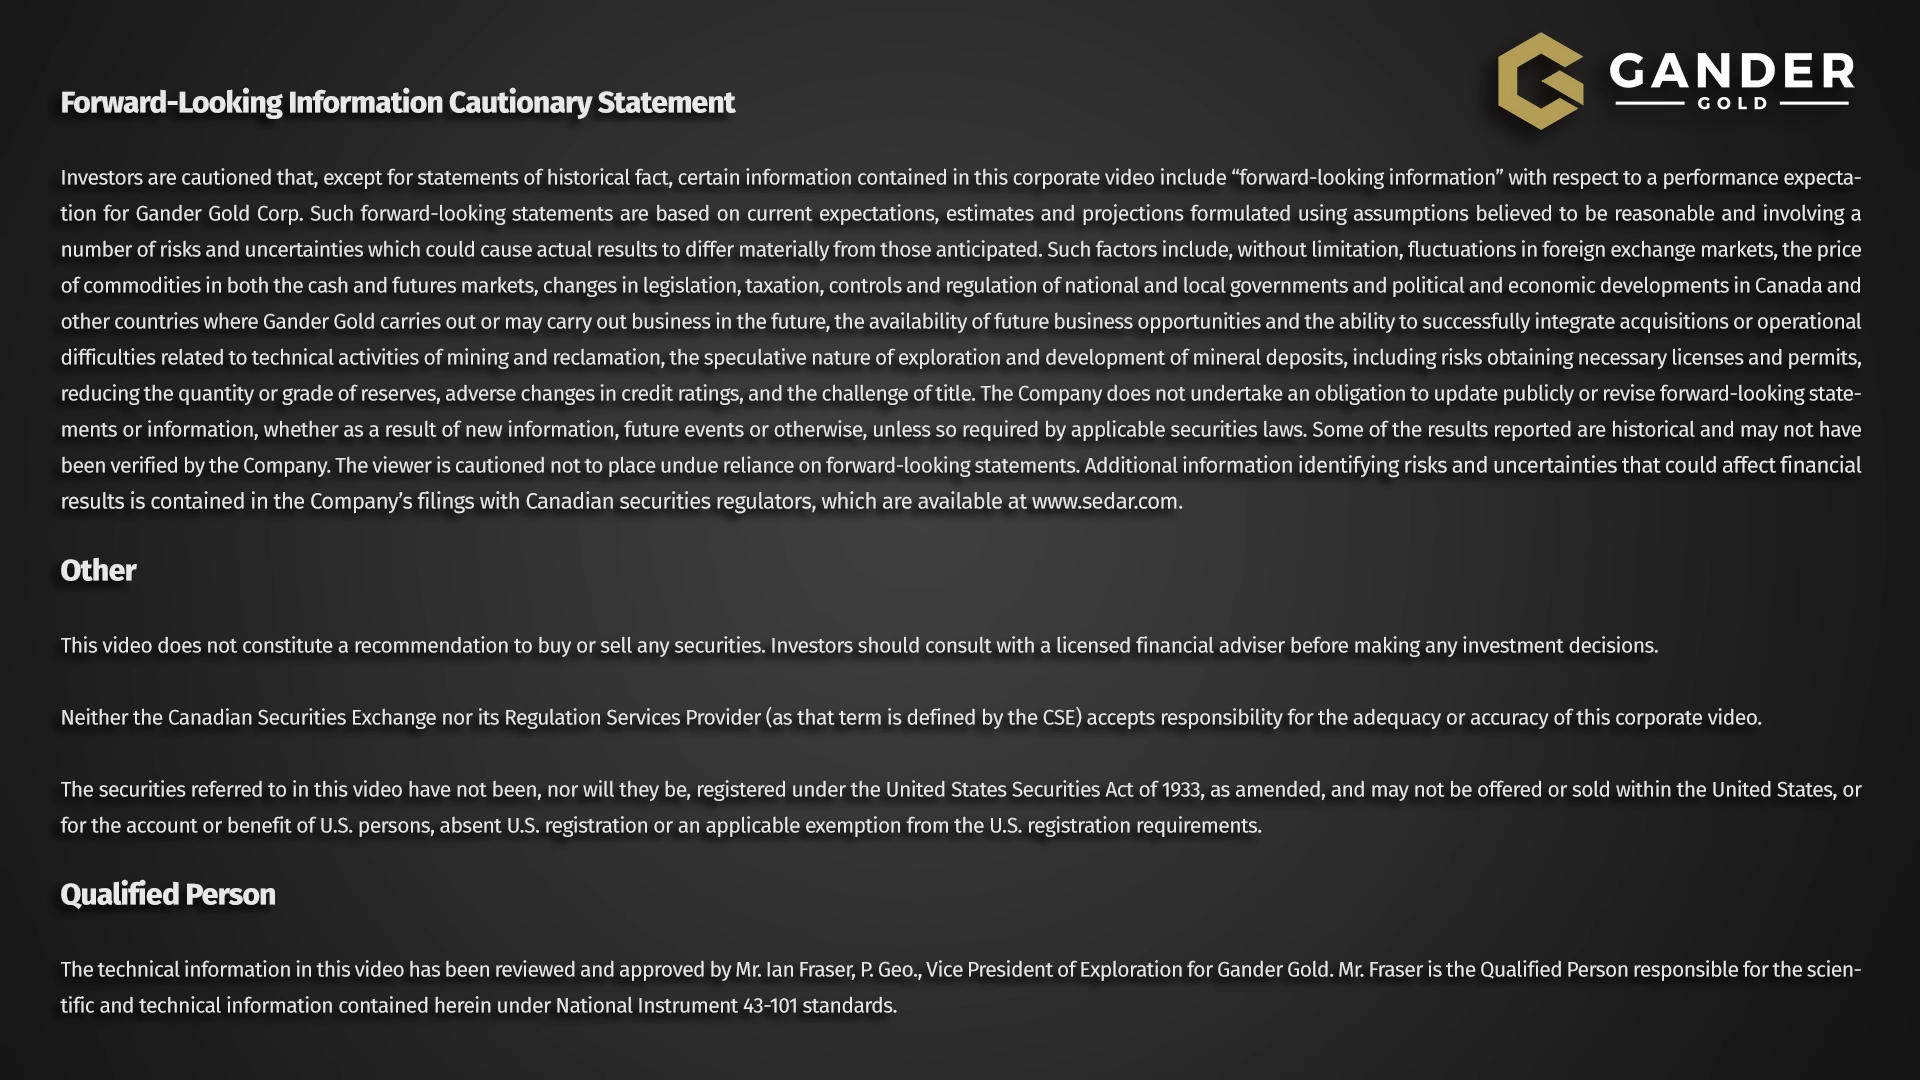 GANDER
GOLD
Forward-Looking Information Cautionary Statement
Investors are cautioned that, except for statements of historical fact, certain information contained in this corporate video include “forward-looking information” with respect to a performance expecta-
tion for Gander Gold Corp. Such forward-looking statements are based on current expectations, estimates and projections formulated using assumptions believed to be reasonable and involving a
number of risks and uncertainties which could cause actual results to differ materially from those anticipated. Such factors include, without limitation, fluctuations in foreign exchange markets, the price
of commodities in both the cash and futures markets, changes in legislation, taxation, controls and regulation of national and local governments and political and economic developments in Canada and
other countries where Gander Gold carries out or may carry out business in the future, the availability of future business opportunities and the ability to successfully integrate acquisitions or operational
difficulties related to technical activities of mining and reclamation, the speculative nature of exploration and development of mineral deposits, including risks obtaining necessary licenses and permits,
reducing the quantity or grade of reserves, adverse changes in credit ratings, and the challenge of title. The Company does not undertake an obligation to update publicly or revise forward-looking state-
ments or information, whether as a result of new information, future events or otherwise, unless so required by applicable securities laws. Some of the results reported are historical and may not have
been verified by the Company. The viewer is cautioned not to place undue reliance on forward-looking statements. Additional information identifying risks and uncertainties that could affect financial
results is contained in the Company’s filings with Canadian securities regulators, which are available at www.sedar.com.
Other
This video does not constitute a recommendation to buy or sell any securities. Investors should consult with a licensed financial adviser before making any investment decisions.
Neither the Canadian Securities Exchange nor its Regulation Services Provider (as that term is defined by the CSE) accepts responsibility for the adequacy or accuracy of this corporate video.
The securities referred to in this video have not been, nor will they be, registered under the United States Securities Act of 1933, as amended, and may not be offered or sold within the United States, or
for the account or benefit of U.S. persons, absent U.S. registration or an applicable exemption from the U.S. registration requirements.
Qualified Person
The technical information in this video has been reviewed and approved by Mr. Ian Fraser, P. Geo., Vice President of Exploration for Gander Gold. Mr. Fraser is the Qualified Person responsible for the scien-
tific and technical information contained herein under National Instrument 43-101 standards.